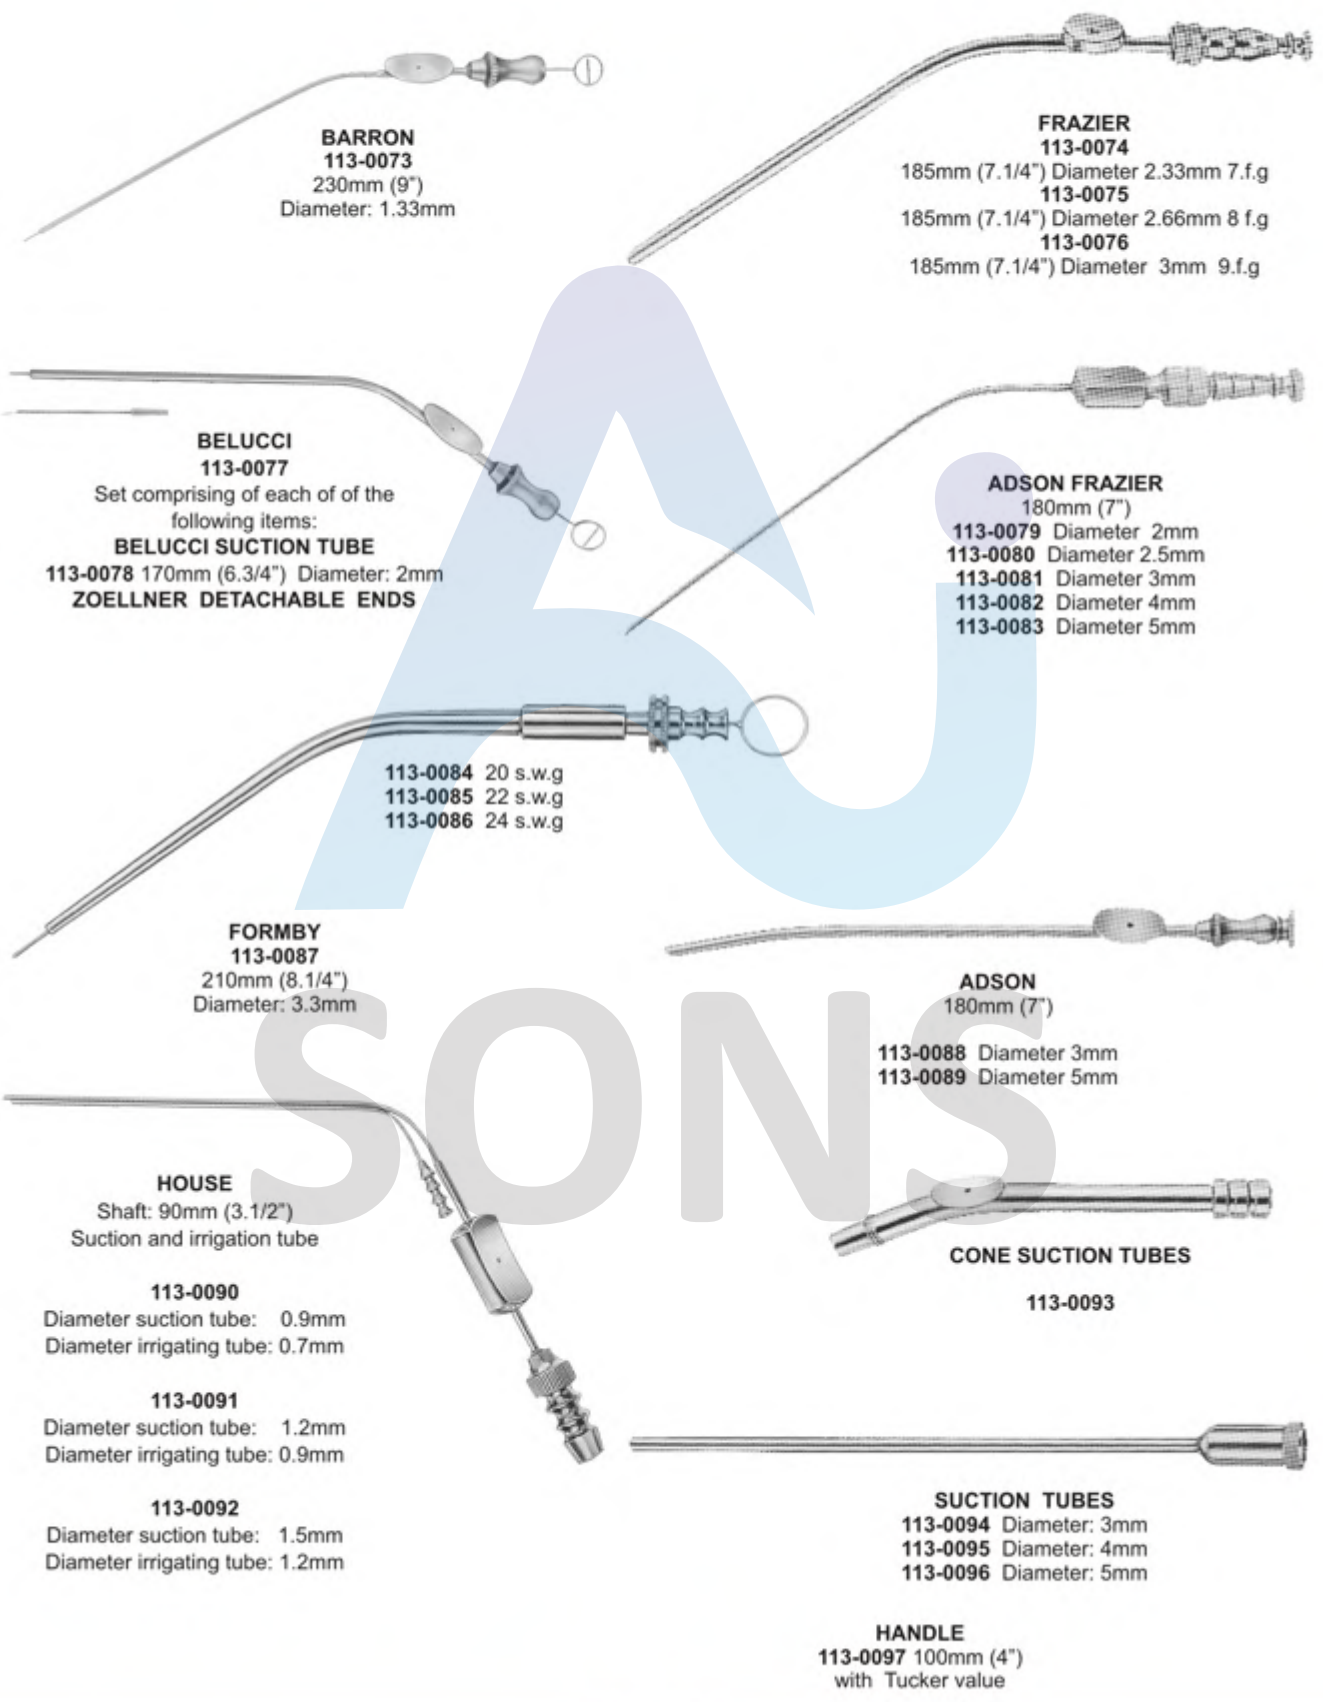 BARRON
113-0073
230mm (9”)
Diameter: 1.33mm
FRAZIER
113-0074
185mm (7.1/4”) Diameter 2.33mm 7.f.g
113-0075
185mm (7.1/4”) Diameter 2.66mm 8 f.g
113-0076
185mm (7.1/4”) Diameter 3mm 9.f.g
BELUCCI
113-0077
Set comprising of each of of the
following items:
BELUCCI SUCTION TUBE
113-0078 170mm (6.3/4”) Diameter: 2mm
ZOELLNER DETACHABLE ENDS
ADSON FRAZIER
180mm (7”)
113-0079 Diameter 2mm
113-0080 Diameter 2.5mm
113-0081 Diameter 3mm
113-0082 Diameter 4mm
113-0083 Diameter 5mm
113-0084 20 s.w.g
113-0085 22 s.w.g
113-0086 24 s.w.g
FORMBY
113-0087
210mm (8.1/4”)
Diameter: 3.3mm
ADSON
180mm (7”)
113-0088 Diameter 3mm
113-0089 Diameter 5mm
Aj
SONS
HOUSE
Shaft: 90mm (3.1/2”)
Suction and irrigation tube
113-0090
Diameter suction tube: 0.9mm
Diameter irrigating tube: 0.7mm
113-0091
Diameter suction tube: 1.2mm
Diameter irrigating tube: 0.9mm
113-0092
Diameter suction tube: 1.5mm
Diameter irrigating tube: 1.2mm
CONE SUCTION TUBES
113-0093
SUCTION TUBES
113-0094 Diameter: 3mm
113-0095 Diameter: 4mm
113-0096 Diameter: 5mm
HANDLE
113-0097 100mm (4”)
with Tucker value